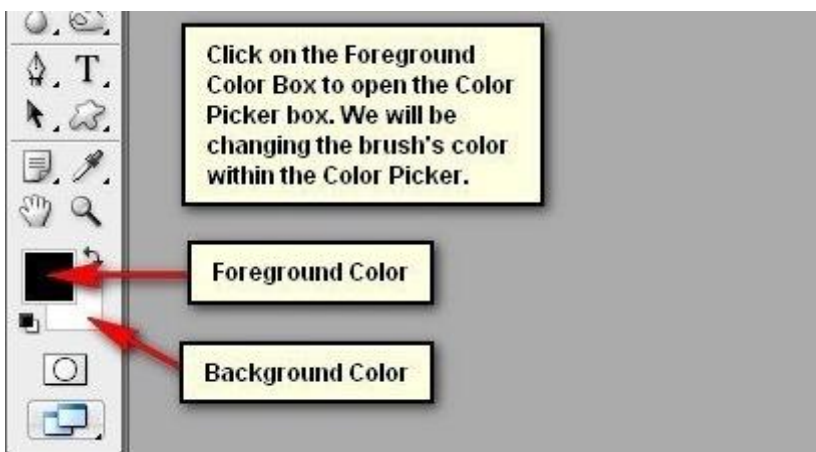 Click on the Foreground
Color Box to open the Color
Picker box. We will be
changing the brush's color
within the Color Picker.
Foreground Color
Background Color